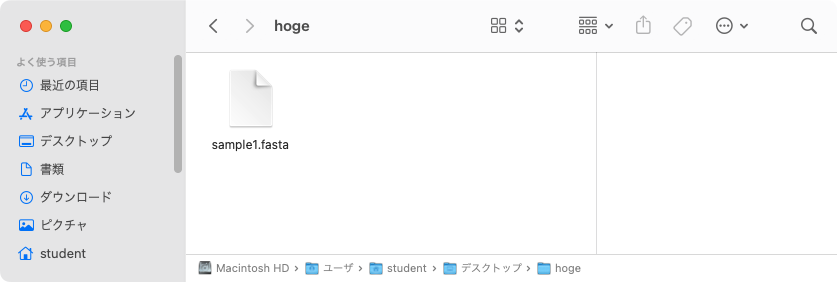 hoge
よく使う項目
最近の項目
アプリケーション
デスクトップ
書類
ダウンロード
ピクチャ
student
sample1.fasta
Macintosh HD › ユーザ › student › デスクトップ › hoge